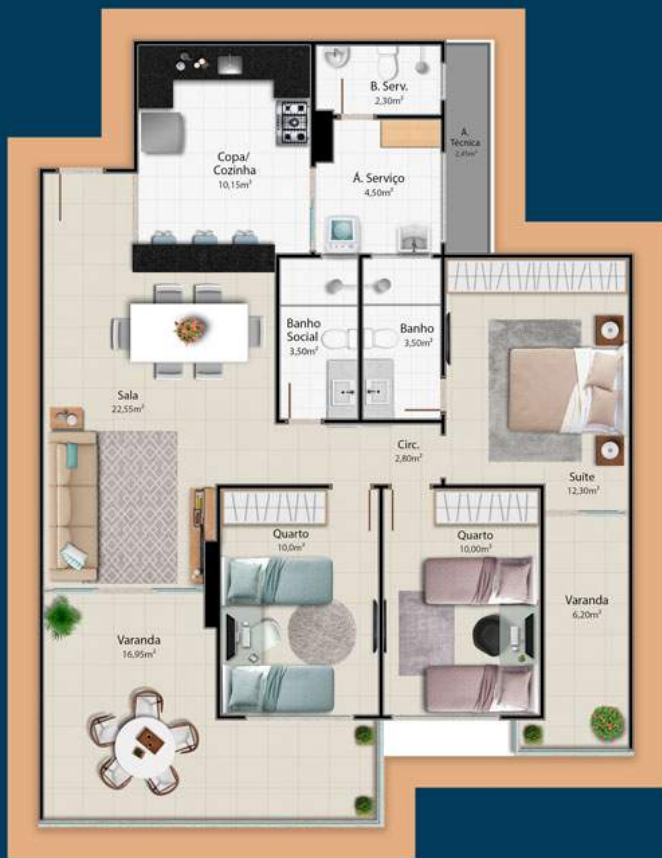 B. Serv.
2,30m²
Á.
Técnica
2,45m²
Copa/
Cozinha
10,15m²
Á. Serviço
4,50m²
Banho
Social
3,50m²
Banho
3,50m²
Sala
22,55m²
Circ.
2,80m²
Suíte
12,30m²
Quarto
10,0m²
Quarto
10,00m²
Varanda
6,20m²
Varanda
16,95m²